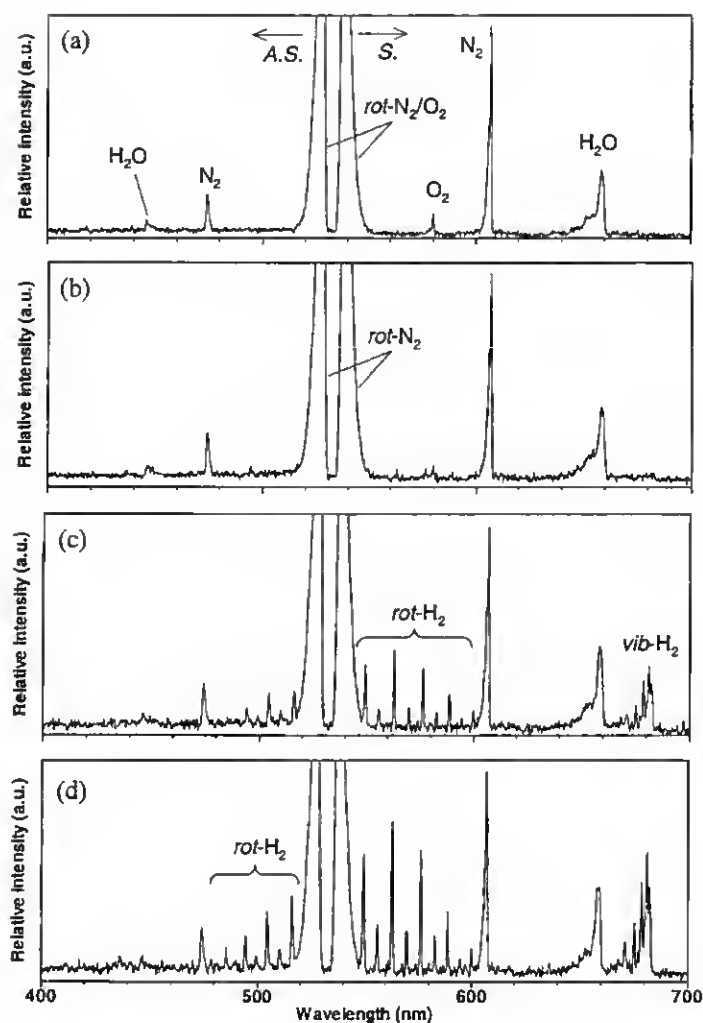 (a)
A.S.
S.
N₂
rot-N₂/O₂
H₂O
N₂
O₂
H₂O
Relative intensity (a.u.)
(b)
rot-N₂
Relative intensity (a.u.)
(c)
rot-H₂
vib-H₂
Relative intensity (a.u.)
(d)
rot-H₂
Relative intensity (a.u.)
400 500 600 700
Wavelength (nm)